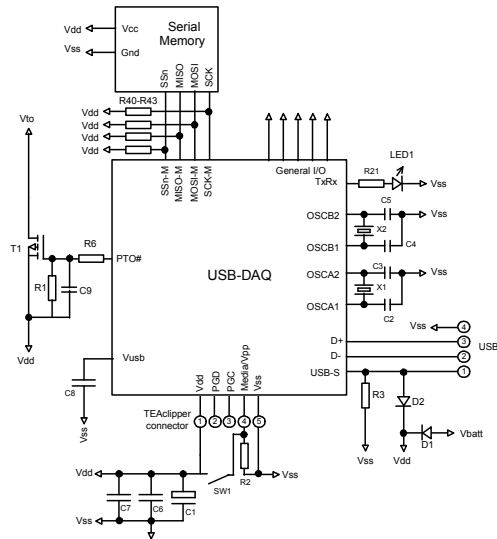 Vdd
Vcc
Serial
Memory
Vss
Gnd
SSn
MISO
MOSI
SCK
R40-R43
Vdd
Vdd
Vdd
Vdd
Vto
General I/O
LED1
SSn-M
MISO-M
MOSI-M
SCK-M
TxRx
R21
Vss
C5
OSCB2
Vss
X2
T1
R6
PTO#
OSCB1
C4
USB-DAQ
OSCA2
C3
Vss
R1
C9
X1
OSCA1
C2
Vss
4
D+
3
USB
Vdd
D-
2
Vusb
USB-S
1
C8
Vdd
PGD
PGC
Media/Vpp
Vss
R3
D2
Vss
TEAclipper
connector
1
2
3
4
5
D1
Vbatt
Vss
Vdd
Vdd
Vss
R2
SW1
C7
C6
C1
Vss